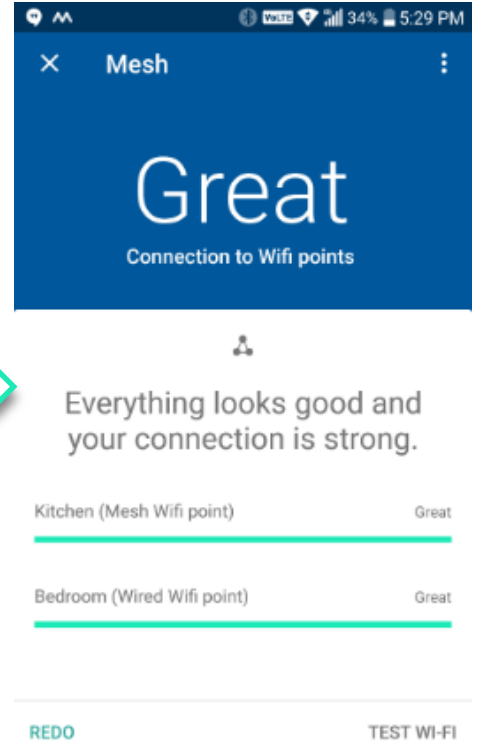 VoLTE 34% 5:29 PM
Mesh
Great
Connection to Wifi points
Everything looks good and
your connection is strong.
Kitchen (Mesh Wifi point) Great
Bedroom (Wired Wifi point) Great
REDO TEST WI-FI